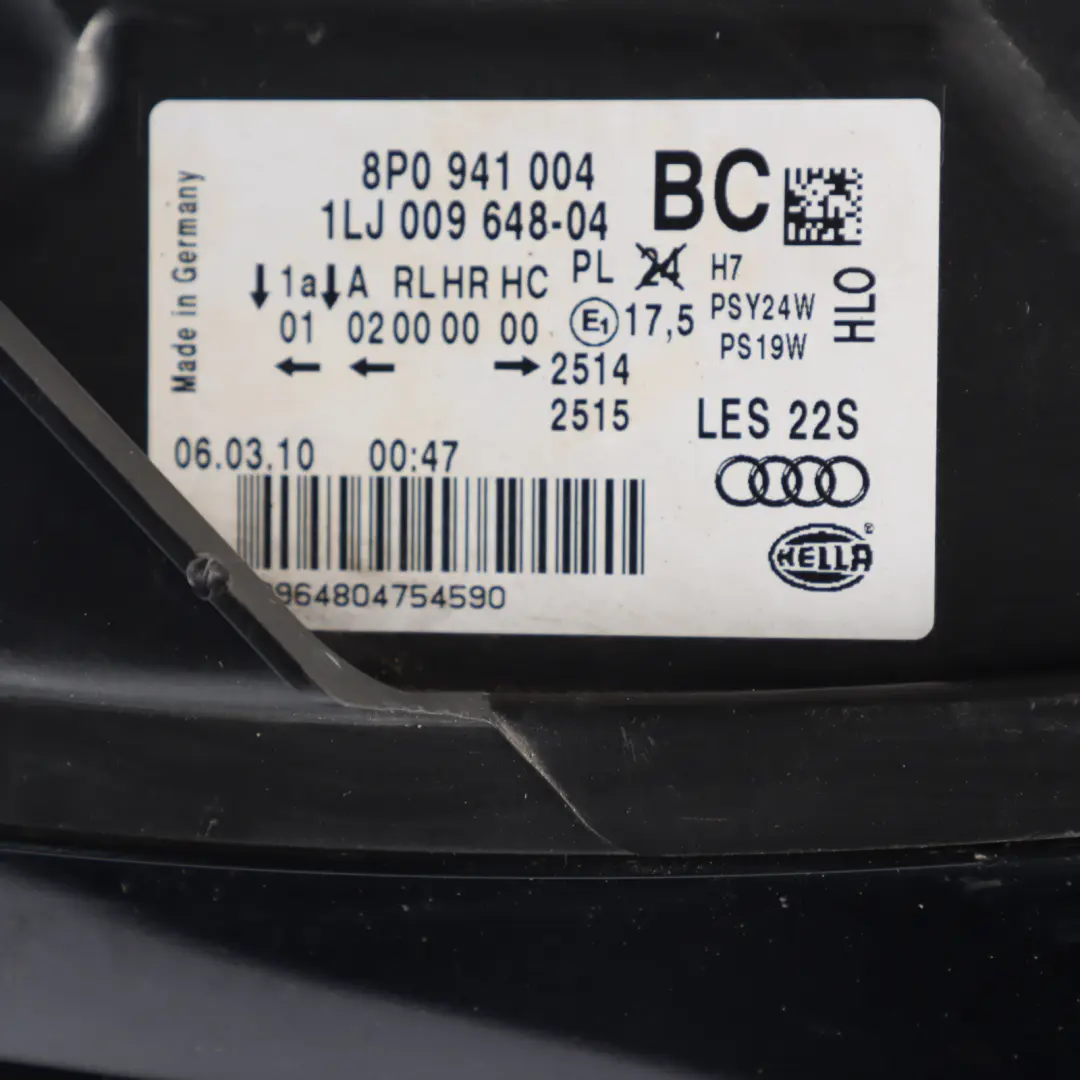 Made in Germany
8P0 941 004 BC
1LJ 009 648-04
↓1a↓A RL HR HC PL 24 H7
01 02 00 00 00 E1 17,5 PSY24W
← ← → 2514 PS19W
HLO
2515 LES 22S
06.03.10 00:47
HELLA®
964804754590